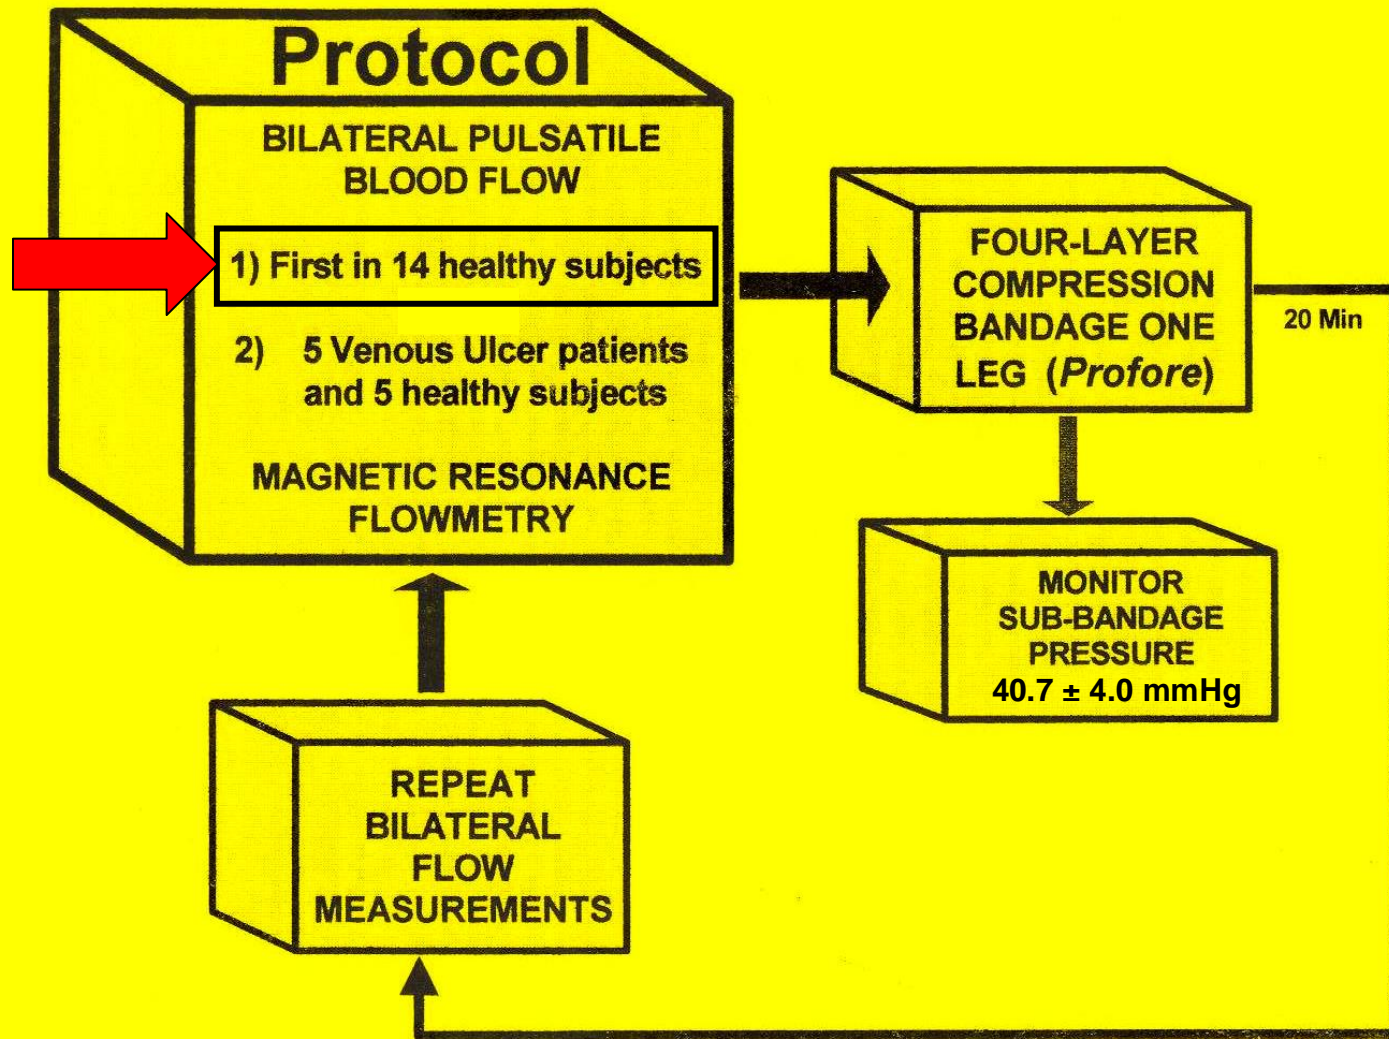 Protocol
BILATERAL PULSATILE
BLOOD FLOW
1) First in 14 healthy subjects
2) 5 Venous Ulcer patients
and 5 healthy subjects
MAGNETIC RESONANCE
FLOWMETRY
FOUR-LAYER
COMPRESSION
BANDAGE ONE
LEG (Profore)
20 Min
MONITOR
SUB-BANDAGE
PRESSURE
40.7 ± 4.0 mmHg
REPEAT
BILATERAL
FLOW
MEASUREMENTS